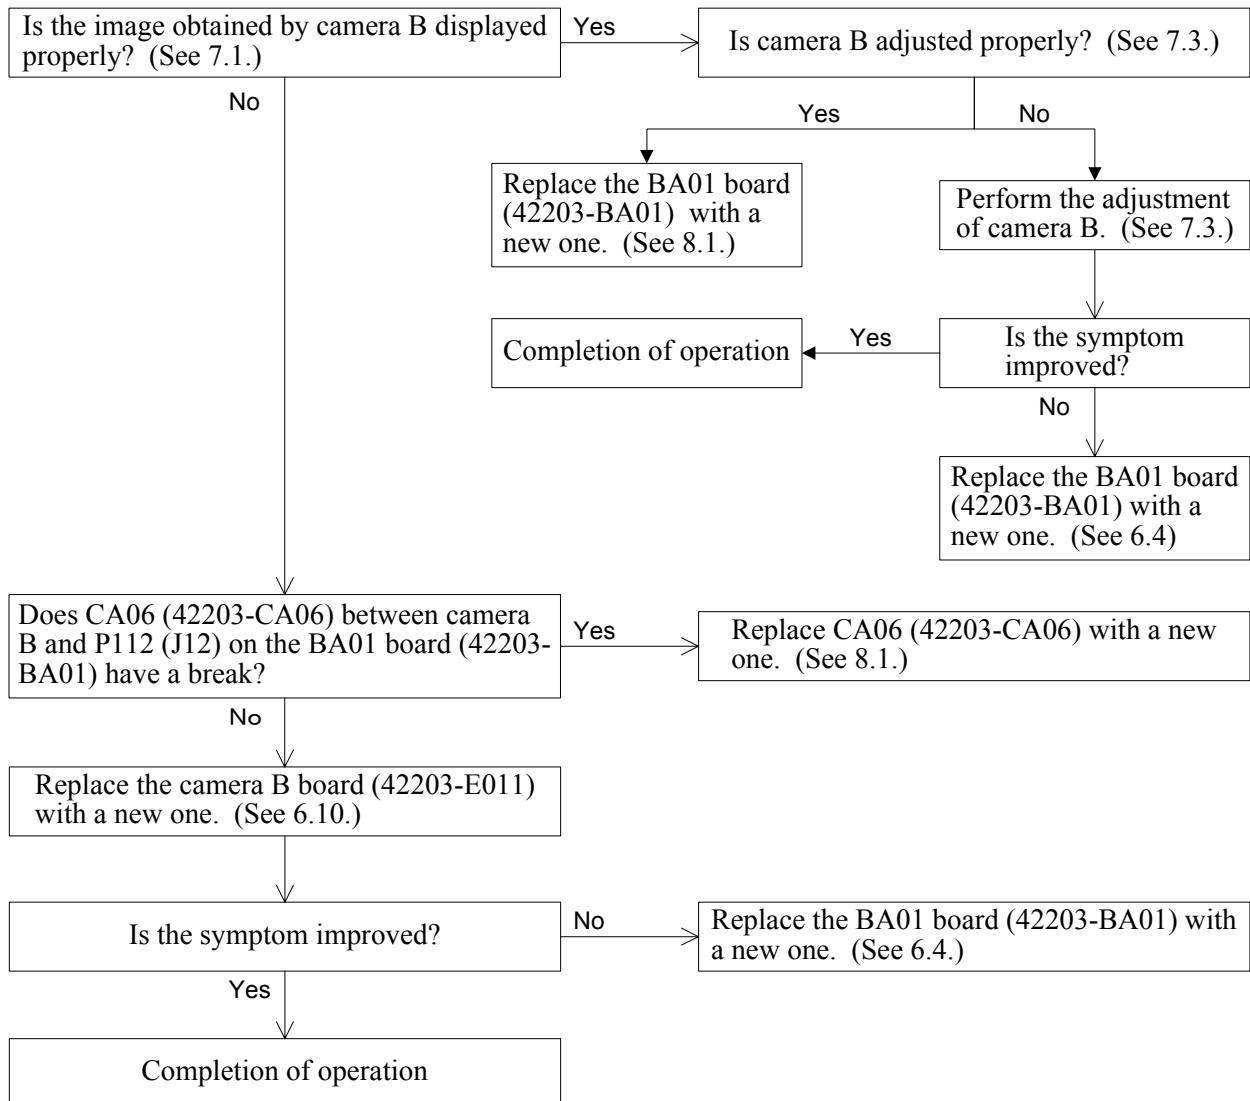 Is the image obtained by camera B displayed
properly? (See 7.1.)
Yes
Is camera B adjusted properly? (See 7.3.)
No
Yes
No
Replace the BA01 board
(42203-BA01) with a
new one. (See 8.1.)
Perform the adjustment
of camera B. (See 7.3.)
Completion of operation
Yes
Is the symptom
improved?
No
Replace the BA01 board
(42203-BA01) with a
new one. (See 6.4)
Does CA06 (42203-CA06) between camera
B and P112 (J12) on the BA01 board (42203-
BA01) have a break?
Yes
Replace CA06 (42203-CA06) with a new
one. (See 8.1.)
No
Replace the camera B board (42203-E011)
with a new one. (See 6.10.)
Is the symptom improved?
No
Replace the BA01 board (42203-BA01) with
a new one. (See 6.4.)
Yes
Completion of operation